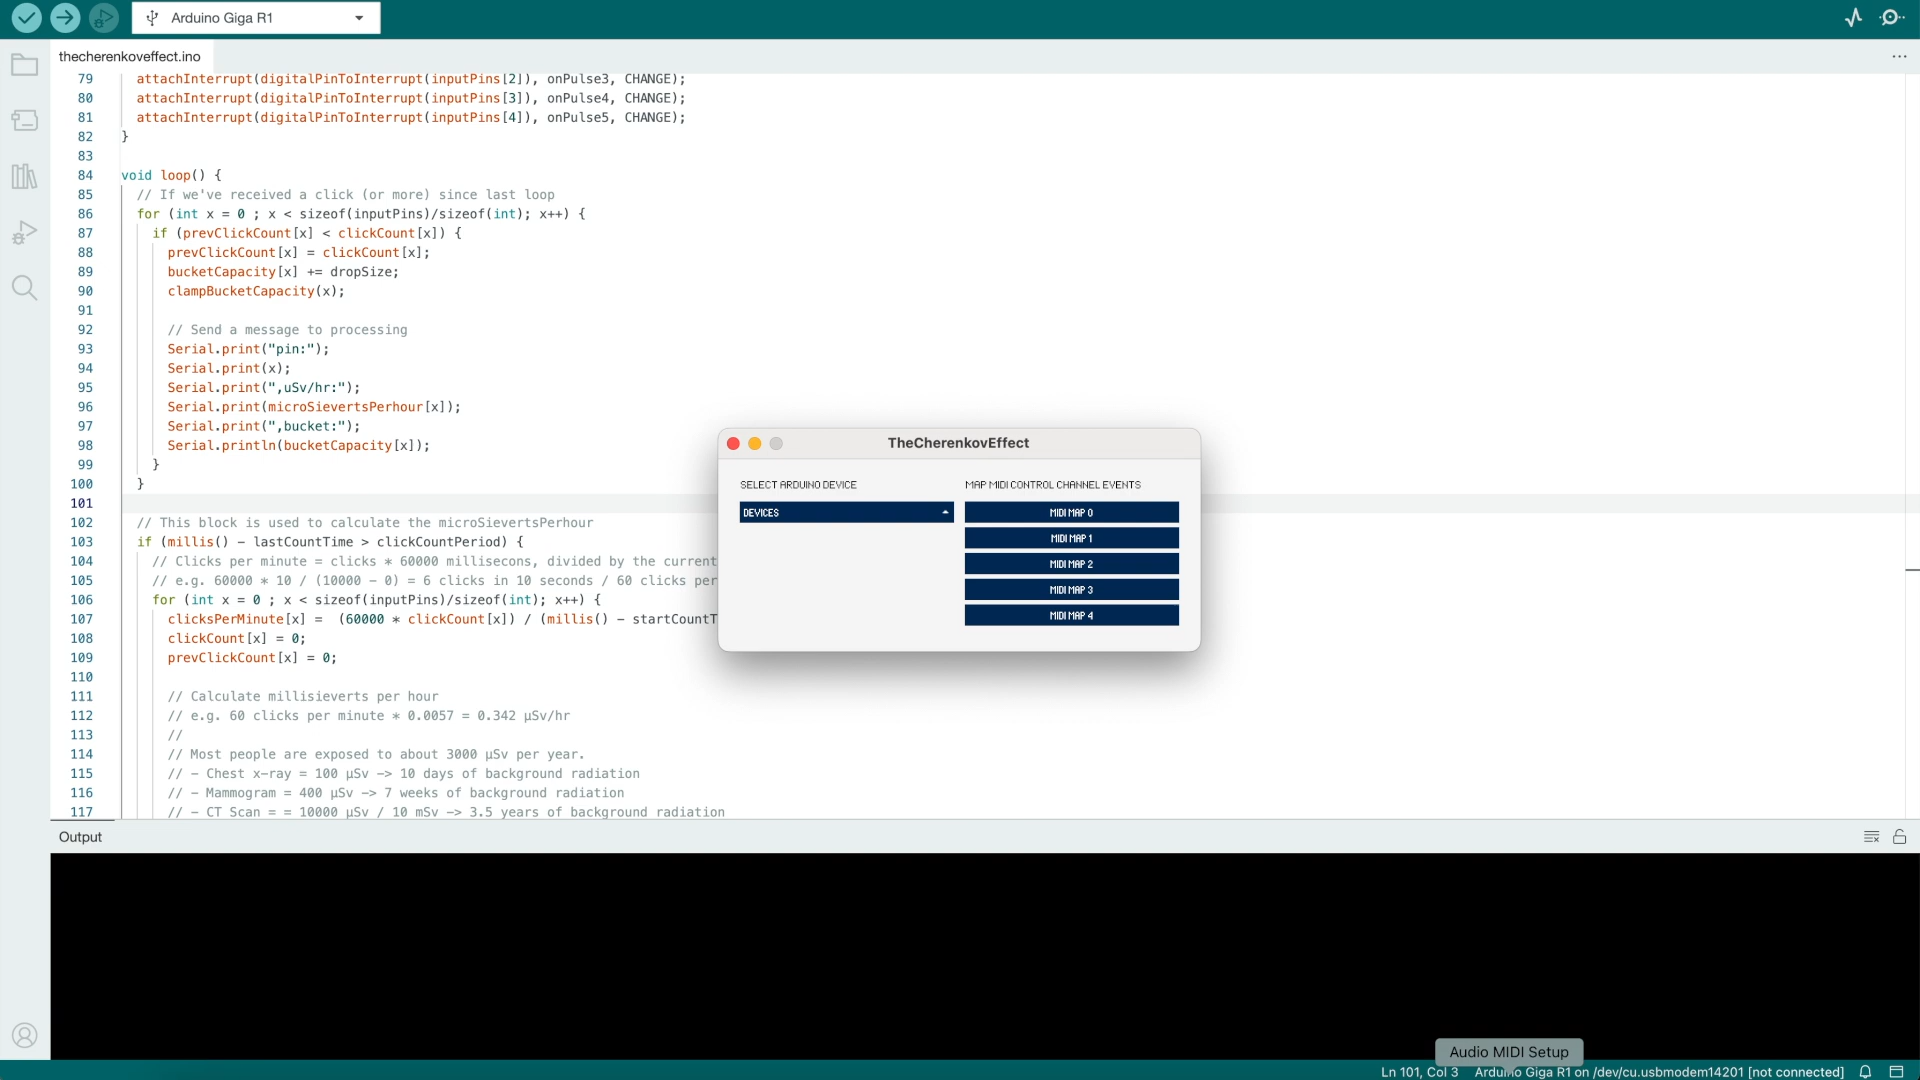 Arduino Giga R1
thecherenkoveffect.ino
79 attachInterrupt(digitalPinToInterrupt(inputPins[2]), onPulse3, CHANGE);
80 attachInterrupt(digitalPinToInterrupt(inputPins[3]), onPulse4, CHANGE);
81 attachInterrupt(digitalPinToInterrupt(inputPins[4]), onPulse5, CHANGE);
82 }
83
84 void loop() {
85 // If we've received a click (or more) since last loop
86 for (int x = 0 ; x < sizeof(inputPins)/sizeof(int); x++) {
87 if (prevClickCount[x] < clickCount[x]) {
88 prevClickCount[x] = clickCount[x];
89 bucketCapacity[x] += dropSize;
90 clampBucketCapacity(x);
91
92 // Send a message to processing
93 Serial.print("pin:");
94 Serial.print(x);
95 Serial.print(",uSv/hr:");
96 Serial.print(microSievertsPerhour[x]);
97 Serial.print(",bucket:");
98 Serial.println(bucketCapacity[x]);
99 }
100 }
101
102 // This block is used to calculate the microSievertsPerhour
103 if (millis() - lastCountTime > clickCountPeriod) {
104 // Clicks per minute = clicks * 60000 millisecons, divided by the current
105 // e.g. 60000 * 10 / (10000 - 0) = 6 clicks in 10 seconds / 60 clicks per
106 for (int x = 0 ; x < sizeof(inputPins)/sizeof(int); x++) {
107 clicksPerMinute[x] =  (60000 * clickCount[x]) / (millis() - startCountT
108 clickCount[x] = 0;
109 prevClickCount[x] = 0;
110
111 // Calculate millisieverts per hour
112 // e.g. 60 clicks per minute * 0.0057 = 0.342 µSv/hr
113 //
114 // Most people are exposed to about 3000 µSv per year.
115 // - Chest x-ray = 100 µSv -> 10 days of background radiation
116 // - Mammogram = 400 µSv -> 7 weeks of background radiation
117 // - CT Scan = = 10000 µSv / 10 mSv -> 3.5 years of background radiation
TheCherenkovEffect
SELECT ARDUINO DEVICE
DEVICES
MAP MIDI CONTROL CHANNEL EVENTS
MIDI MAP 0
MIDI MAP 1
MIDI MAP 2
MIDI MAP 3
MIDI MAP 4
Output
Audio MIDI Setup
Ln 101, Col 3 Arduino Giga R1 on /dev/cu.usbmodem14201 [not connected]